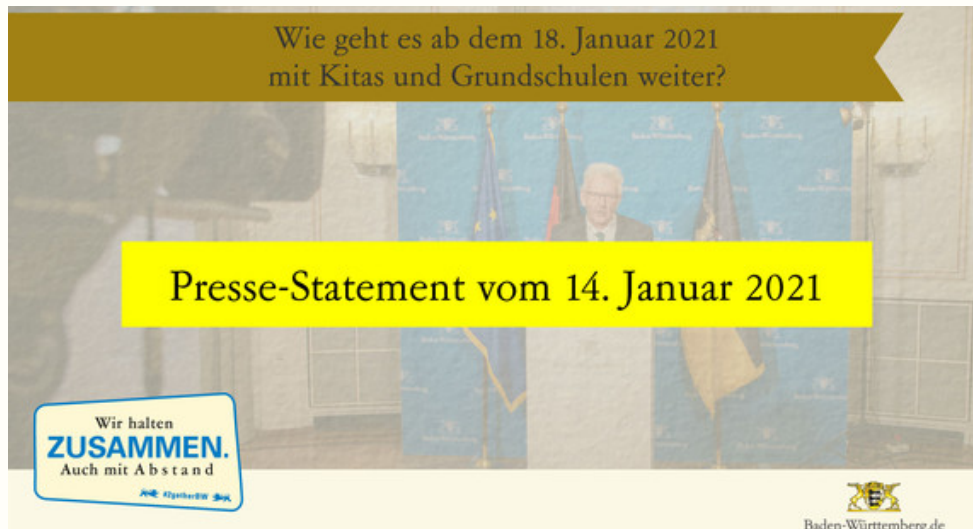 Wie geht es ab dem 18. Januar 2021
mit Kitas und Grundschulen weiter?
Presse-Statement vom 14. Januar 2021
Wir halten
ZUSAMMEN.
Auch mit Abstand
#2getherBW
Baden-Württemberg.de